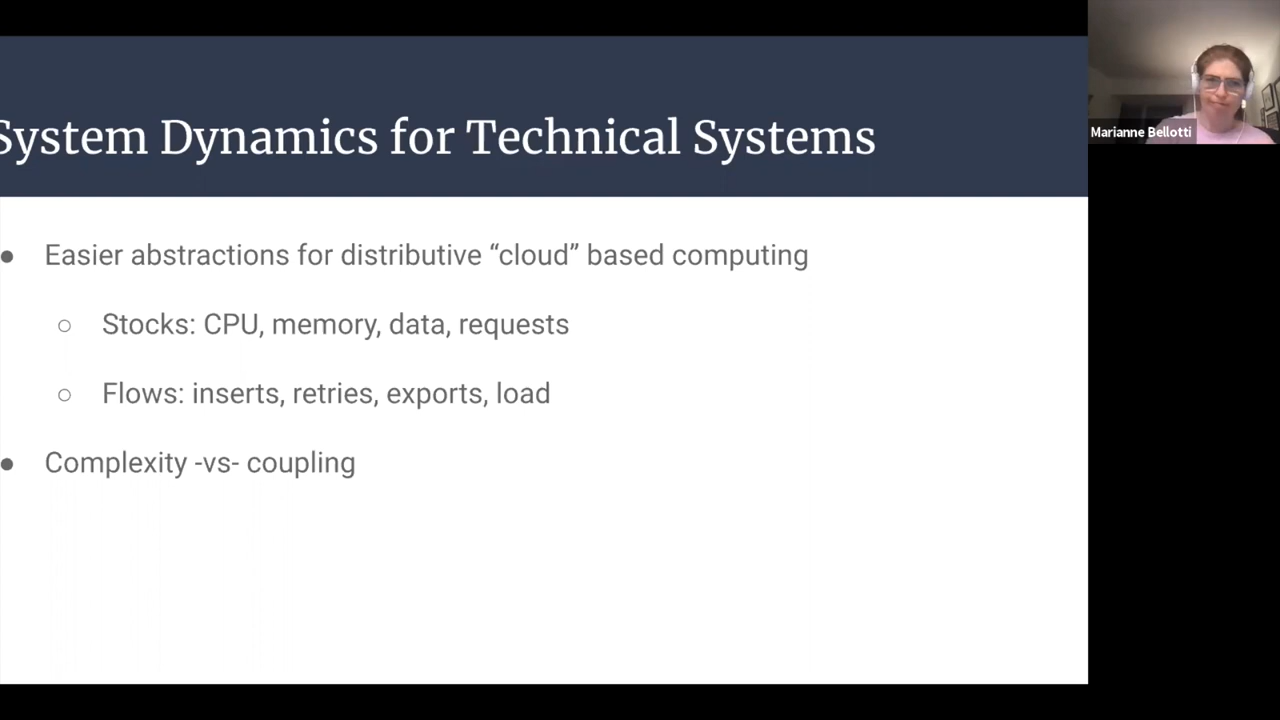 System Dynamics for Technical Systems
Marianne Bellotti
● Easier abstractions for distributive “cloud” based computing
○ Stocks: CPU, memory, data, requests
○ Flows: inserts, retries, exports, load
● Complexity -vs- coupling